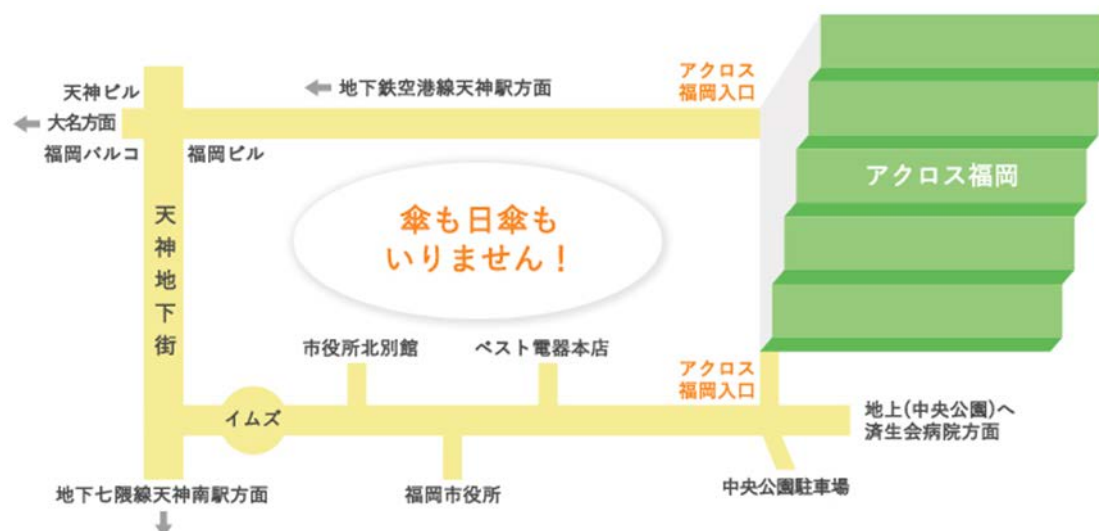 アクロス
福岡入口
地下鉄空港線天神駅方面
天神ビル
大名方面
福岡パルコ
福岡ビル
アクロス福岡
傘も日傘も
いりません！
天神地下街
市役所北別館
ベスト電器本店
アクロス
福岡入口
イムズ
地上(中央公園)へ
済生会病院方面
地下七隈線天神南駅方面
福岡市役所
中央公園駐車場